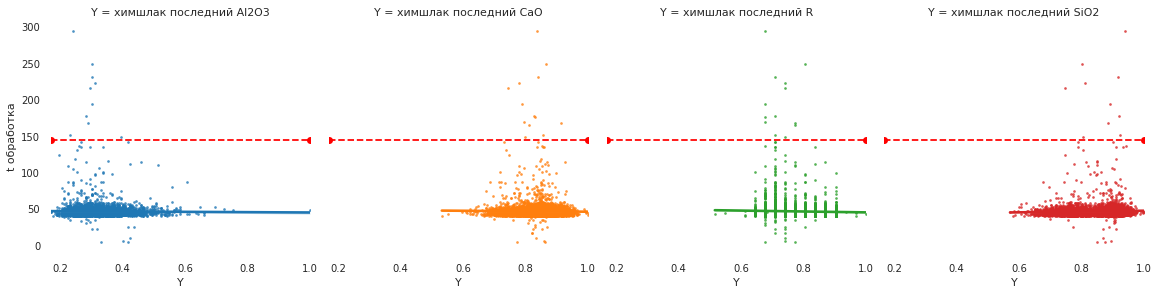 Y = химшлак последний Al2O3
Y = химшлак последний CaO
Y = химшлак последний R
Y = химшлак последний SiO2
t обработка
300
250
200
150
100
50
0
0.2 0.4 0.6 0.8 1.0
0.2 0.4 0.6 0.8 1.0
0.2 0.4 0.6 0.8 1.0
0.2 0.4 0.6 0.8 1.0
Y
Y
Y
Y